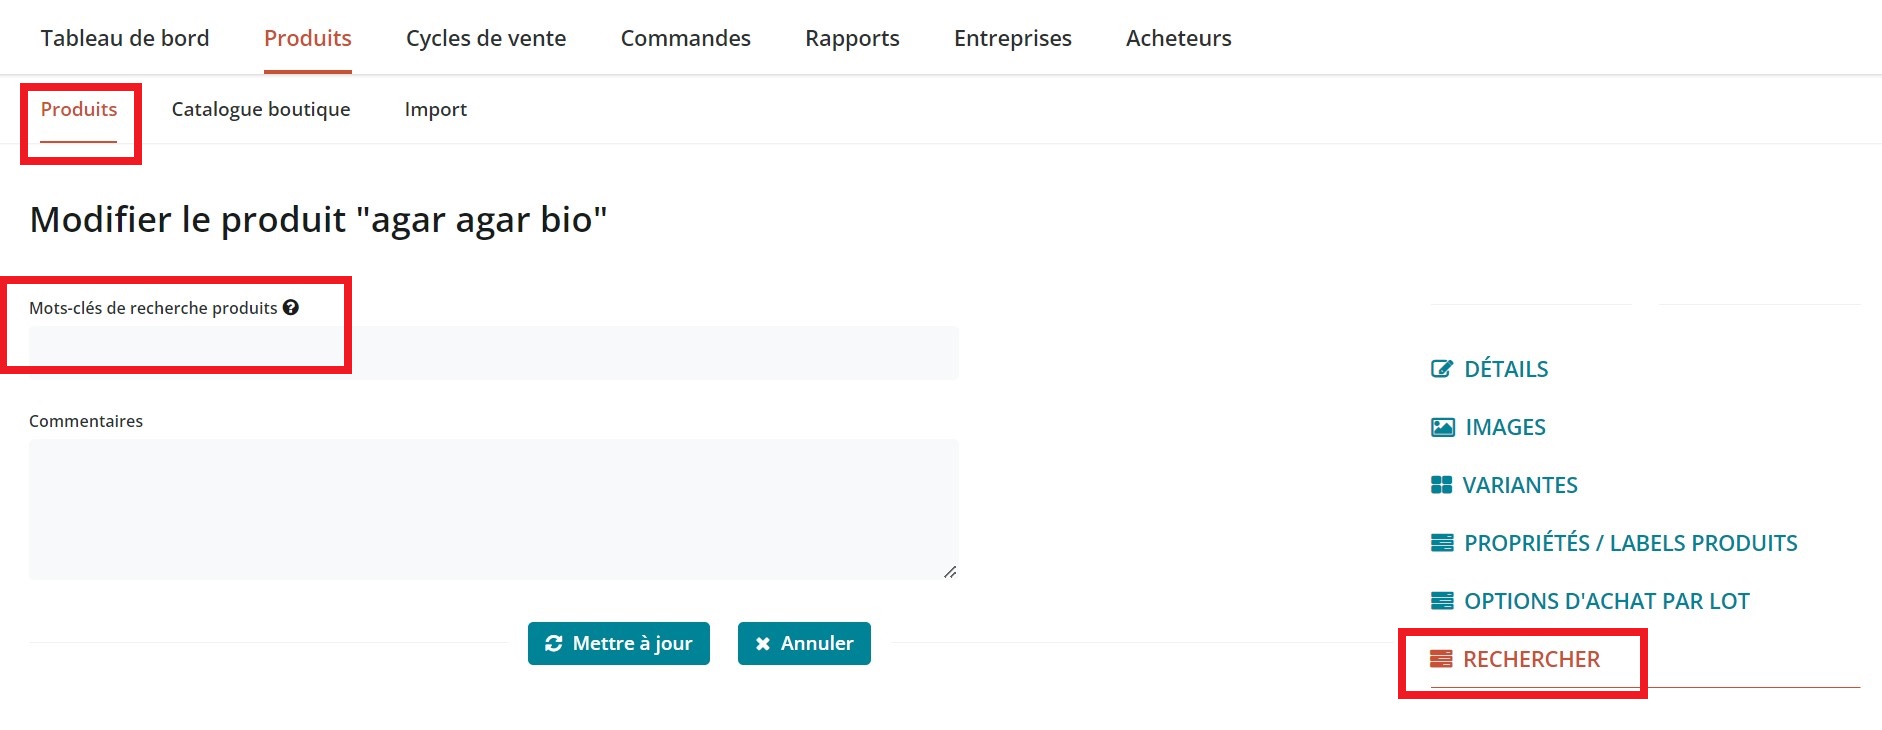 Tableau de bord Produits Cycles de vente Commandes Rapports Entreprises Acheteurs
Produits Catalogue boutique Import
Modifier le produit "agar agar bio"
Mots-clés de recherche produits ?
Commentaires
Mettre à jour Annuler
DÉTAILS
IMAGES
VARIANTES
PROPRIÉTÉS / LABELS PRODUITS
OPTIONS D'ACHAT PAR LOT
RECHERCHER